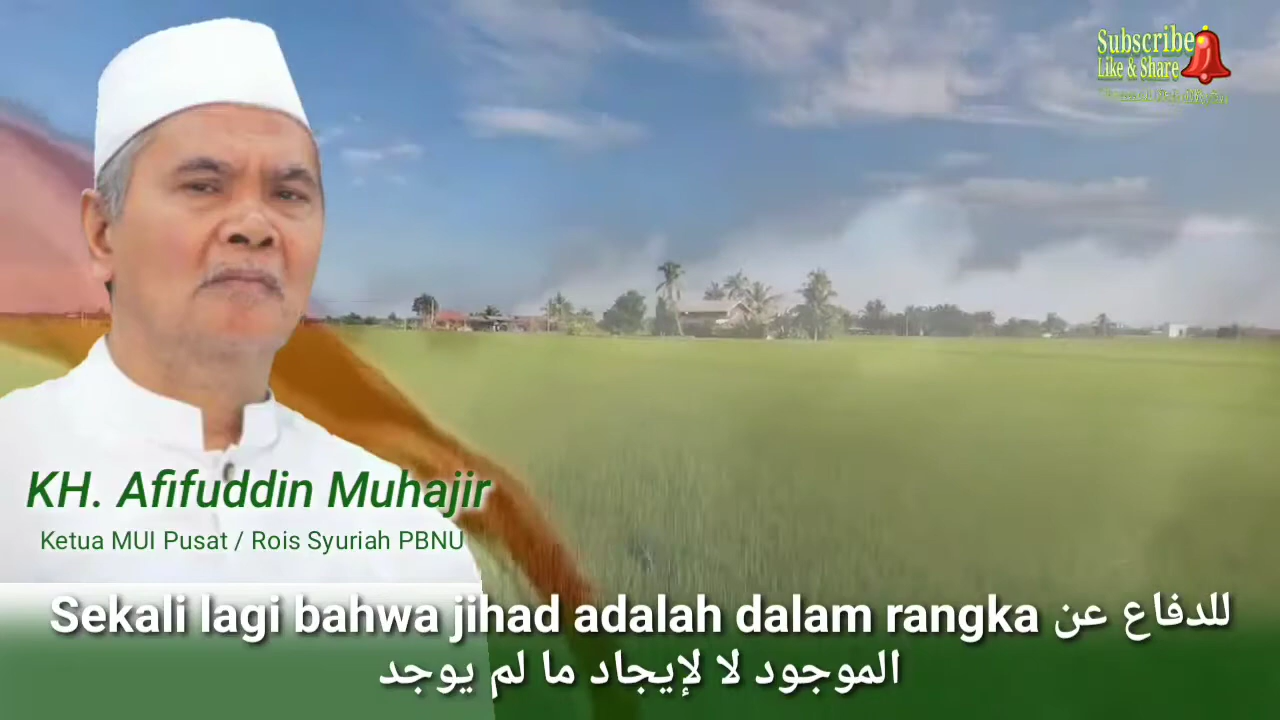 Subscribe
Like & Share
KH. Afifuddin Muhajir
Ketua MUI Pusat / Rois Syuriah PBNU
Sekali lagi bahwa jihad adalah dalam rangka للدفاع عن
الموجود لا لإيجاد ما لم يوجد